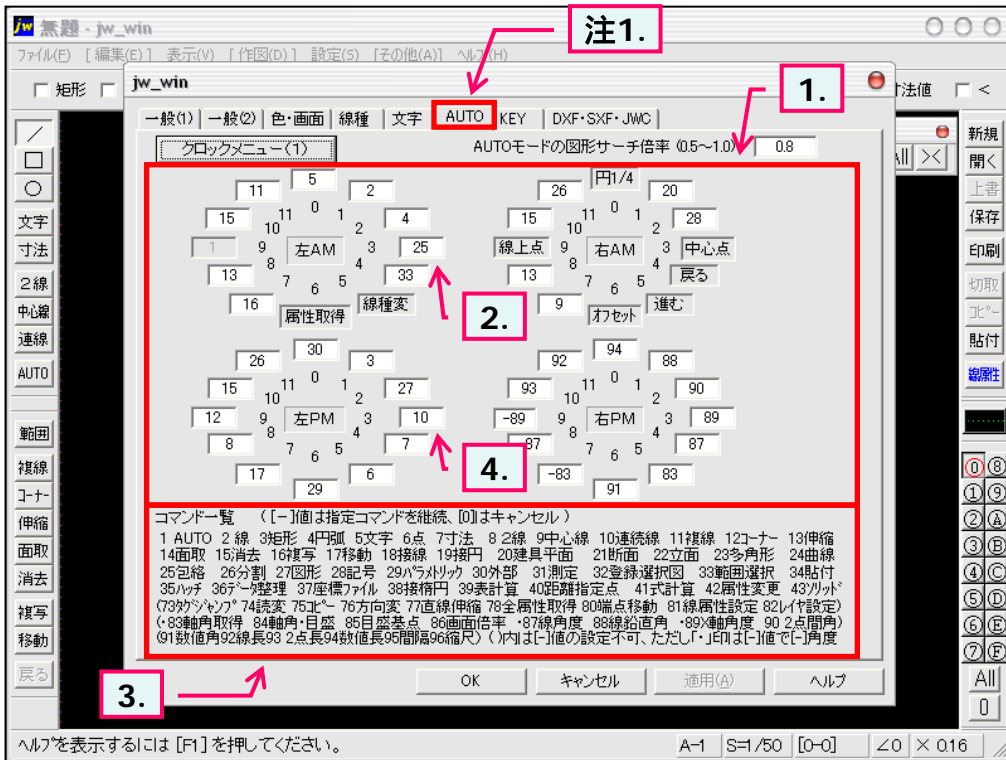 jw 無題 - jw_win
注1.
ファイル(F) [編集(E)] 表示(V) [作図(D)] 設定(S) [その他(A)] ヘルプ(H)
矩形
寸法値
<
jw_win
1.
一般(1) 一般(2) 色・画面 線種 文字 AUTO KEY DXF・SXF・JWC
クロックメニュー(1)
AUTOモードの図形サーチ倍率 (0.5~1.0) 0.8
5
11 2
15 4
1 25
13 33
16 線種変
属性取得
0 1 2 3 4 5 6 7 8 9 10 11
左AM
円1/4
26 20
15 28
線上点 中心点
13 戻る
9 進む
オフセット
0 1 2 3 4 5 6 7 8 9 10 11
右AM
2.
30
26 3
15 27
12 10
8 7
17 6
29
0 1 2 3 4 5 6 7 8 9 10 11
左PM
94
92 88
93 90
-89 89
-87 87
-83 83
91
0 1 2 3 4 5 6 7 8 9 10 11
右PM
4.
コマンド一覧 ([-]値は指定コマンドを継続、[0]はキャンセル)
1 AUTO 2 線 3矩形 4円弧 5文字 6点 7寸法 8 2線 9中心線 10連続線 11複線 12コーナー 13伸縮
14面取 15消去 16複写 17移動 18接線 19接円 20建具平面 21断面 22立面 23多角形 24曲線
25包絡 26分割 27図形 28記号 29パラメトリック 30外部 31測定 32登録選択図 33範囲選択 34貼付
35ハッチ 36データ整理 37座標ファイル 38接楕円 39表計算 40距離指定点 41式計算 42属性変更 43ソリッド
(73タグジャンプ 74読変 75コピー 76方向変 77直線伸縮 78全属性取得 80端点移動 81線属性設定 82レイヤ設定)
(・83軸角取得 84軸角・目盛 85目盛基点 86画面倍率 ・87線角度 88線鉛直角 ・89X軸角度 90 2点間角)
(91数値角92線長93 2点長94数値長95間隔96縮尺) ()内は[-]値の設定不可、ただし「・」印は[-]値で[-]角度
3.
OK キャンセル 適用(A) ヘルプ
文字
寸法
2線
中心線
連線
AUTO
範囲
複線
コーナー
伸縮
面取
消去
複写
移動
戻る
All
新規
開く
上書
保存
印刷
切取
コピー
貼付
線属性
0 8
1 9
2 A
3 B
4 C
5 D
6 E
7 F
All
0
ヘルプを表示するには [F1] を押してください。
A-1 S=1/50 [0-0] ∠0 × 0.16